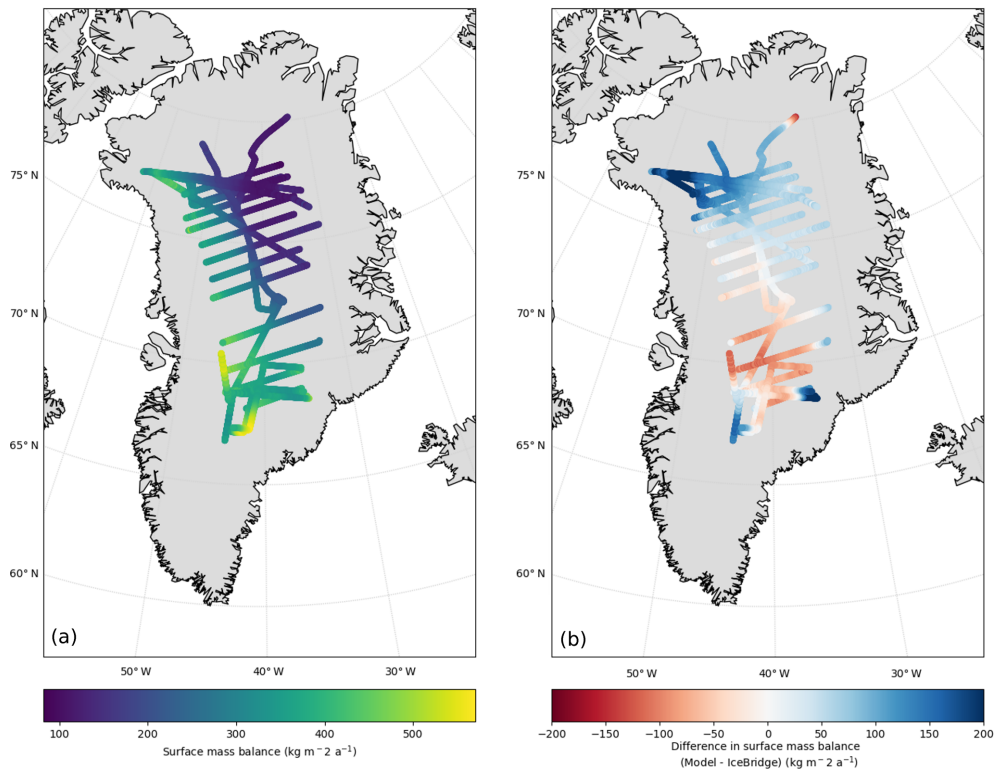 75° N
70° N
65° N
60° N
(a)
50° W
40° W
30° W
100
200
300
400
500
Surface mass balance (kg m⁻2 a⁻¹)
75° N
70° N
65° N
60° N
(b)
50° W
40° W
30° W
−200
−150
−100
−50
0
50
100
150
200
Difference in surface mass balance
(Model - IceBridge) (kg m⁻2 a⁻¹)